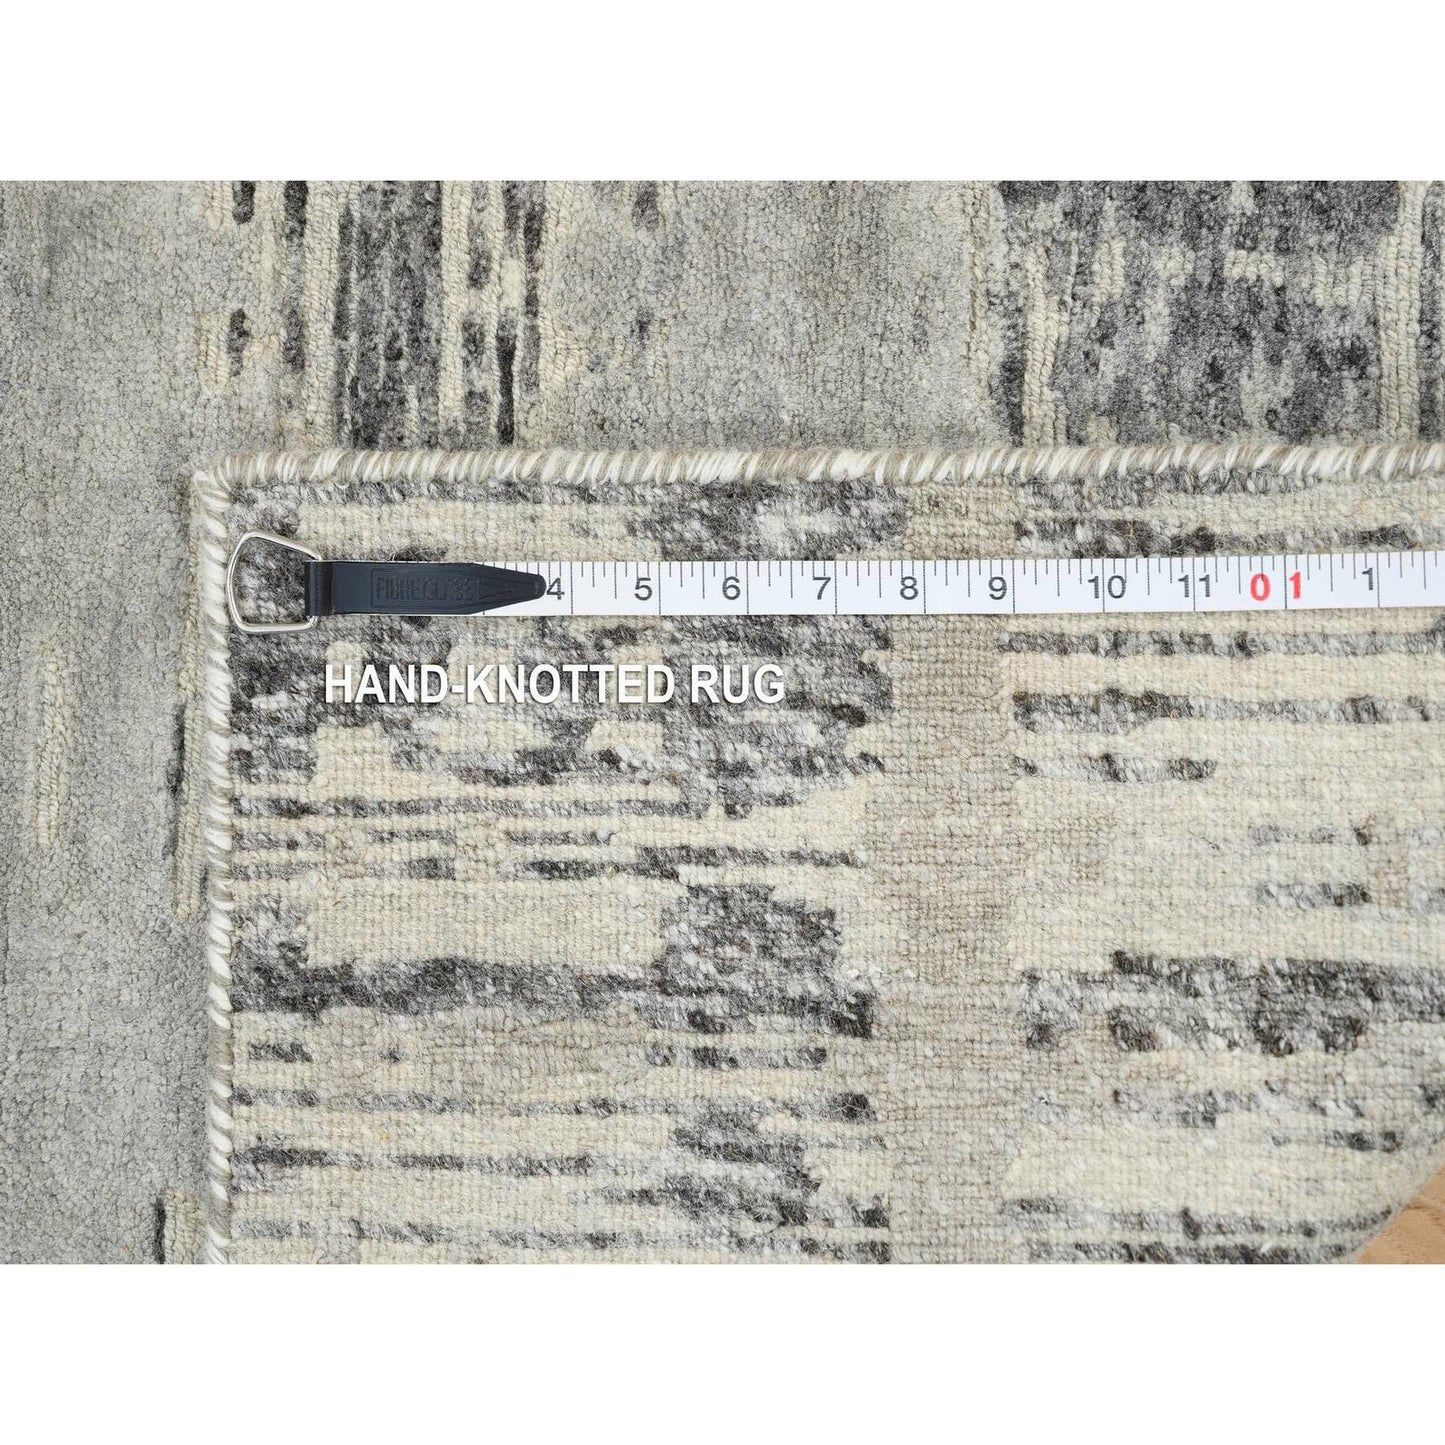 FIBREGLASS 4 5 6 7 8 9 10 11 01 1
HAND-KNOTTED RUG